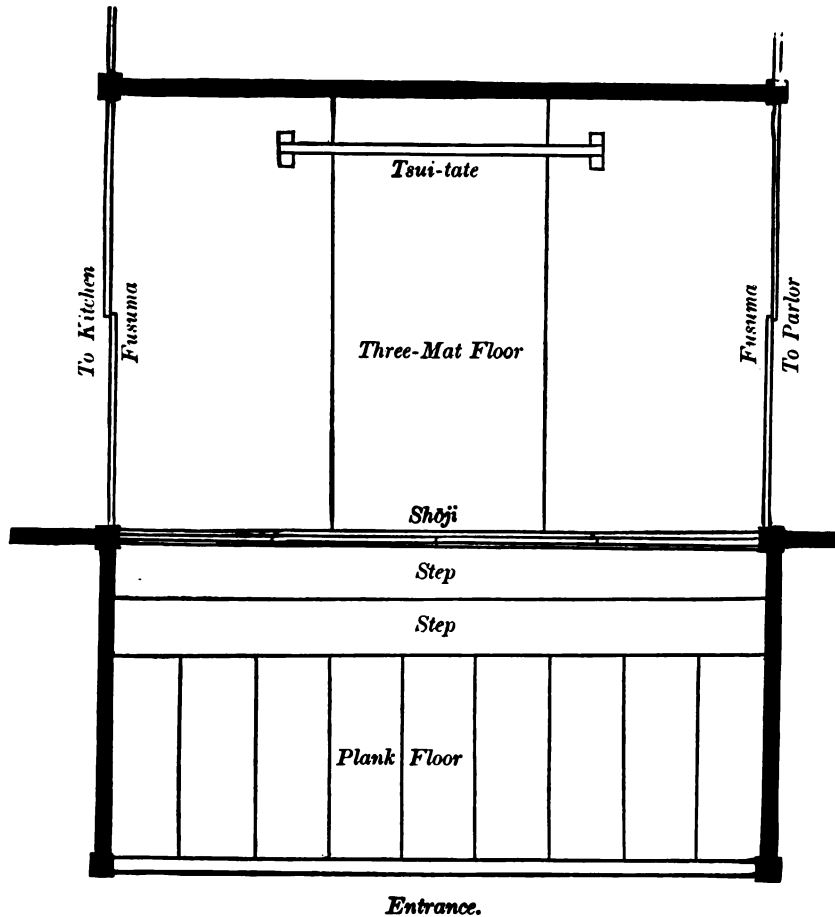 Tsui-tate
To Kitchen
Fusuma
Three-Mat Floor
Fusuma
To Parlor
Shōji
Step
Step
Plank Floor
Entrance.